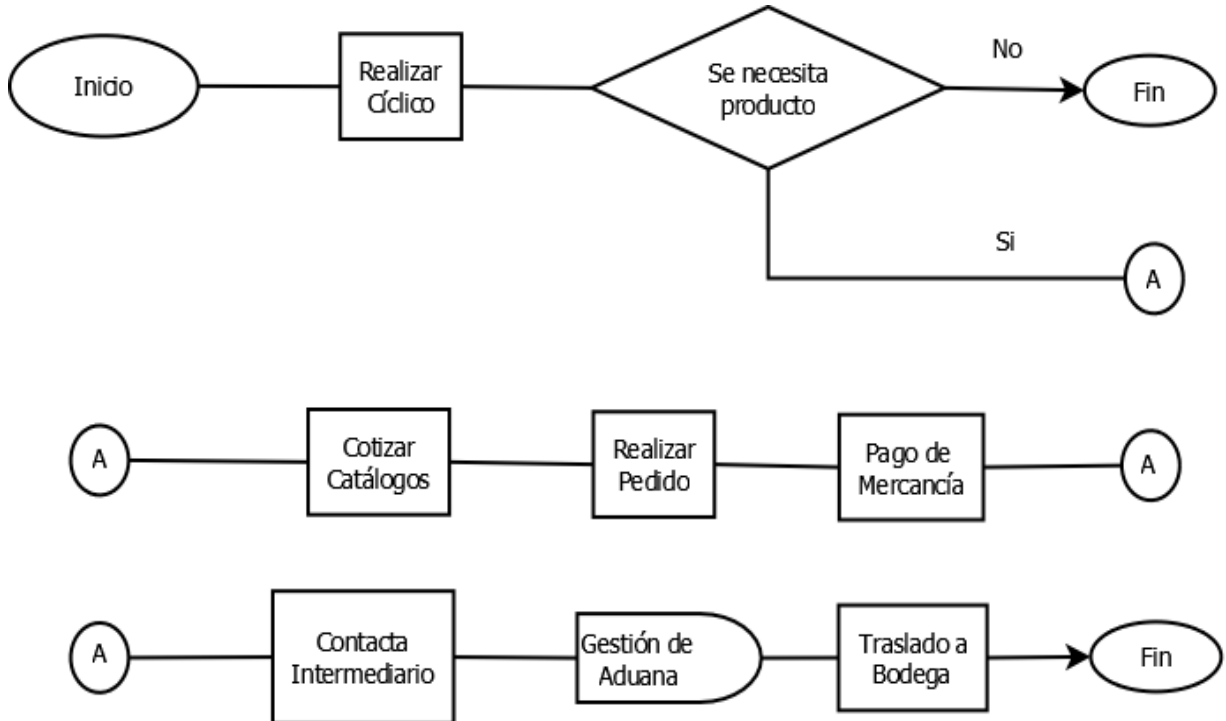 Inicio
Realizar
Cíclico
Se necesita
producto
No
Fin
Si
A
A
Cotizar
Catálogos
Realizar
Pedido
Pago de
Mercancía
A
A
Contacta
Intermediario
Gestión de
Aduana
Traslado a
Bodega
Fin